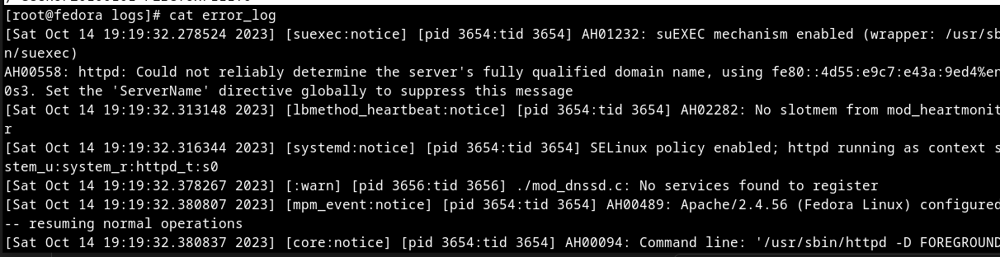 [root@fedora logs]# cat error_log
[Sat Oct 14 19:19:32.278524 2023] [suexec:notice] [pid 3654:tid 3654] AH01232: suEXEC mechanism enabled (wrapper: /usr/sb
n/suexec)
AH00558: httpd: Could not reliably determine the server's fully qualified domain name, using fe80::4d55:e9c7:e43a:9ed4%en
0s3. Set the 'ServerName' directive globally to suppress this message
[Sat Oct 14 19:19:32.313148 2023] [lbmethod_heartbeat:notice] [pid 3654:tid 3654] AH02282: No slotmem from mod_heartmonit
r
[Sat Oct 14 19:19:32.316344 2023] [systemd:notice] [pid 3654:tid 3654] SELinux policy enabled; httpd running as context s
stem_u:system_r:httpd_t:s0
[Sat Oct 14 19:19:32.378267 2023] [:warn] [pid 3656:tid 3656] ./mod_dnssd.c: No services found to register
[Sat Oct 14 19:19:32.380807 2023] [mpm_event:notice] [pid 3654:tid 3654] AH00489: Apache/2.4.56 (Fedora Linux) configured
-- resuming normal operations
[Sat Oct 14 19:19:32.380837 2023] [core:notice] [pid 3654:tid 3654] AH00094: Command line: '/usr/sbin/httpd -D FOREGROUND